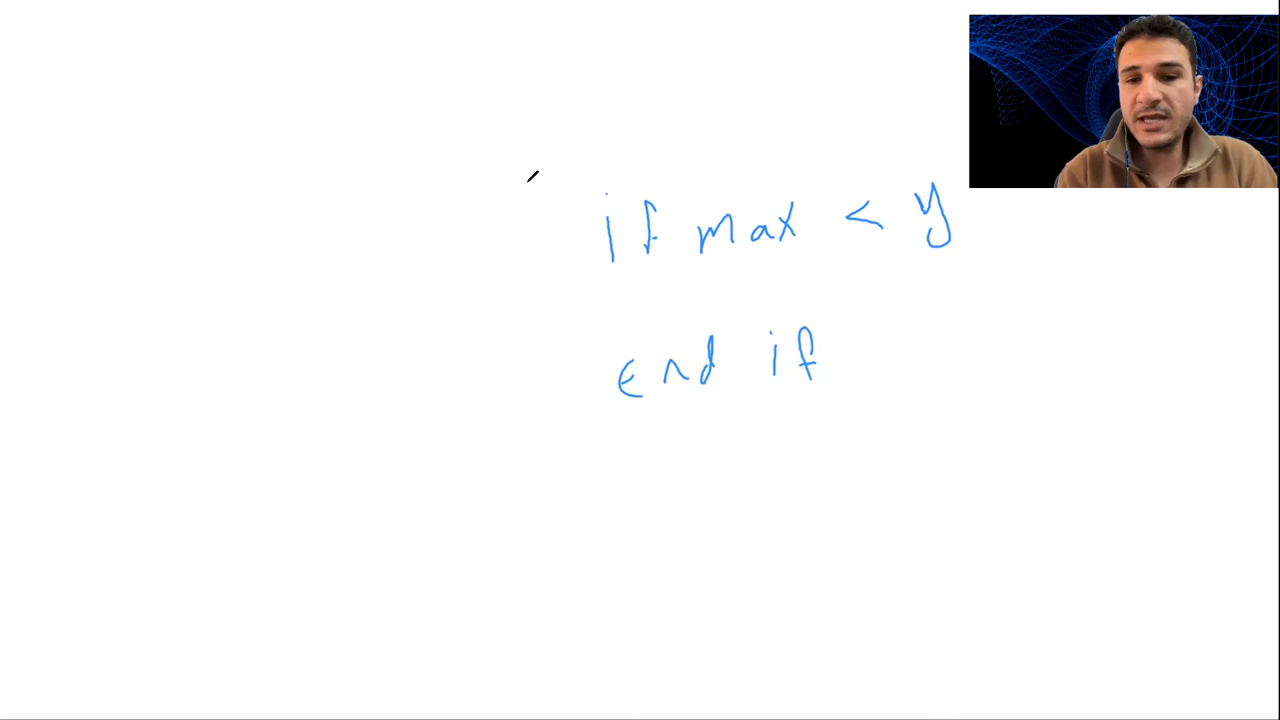 if max < y
end if